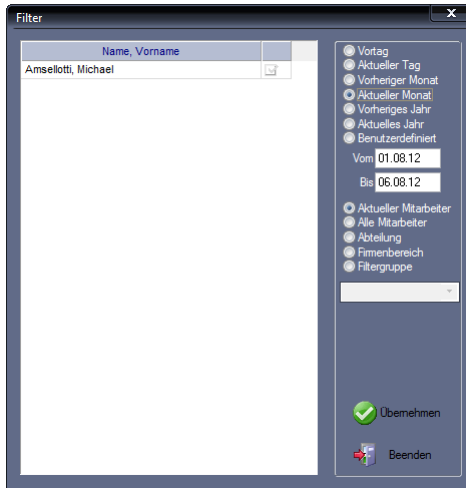 Filter
Name, Vorname
Amsellotti, Michael
Vortag
Aktueller Tag
Vorheriger Monat
Aktueller Monat
Vorheriges Jahr
Aktuelles Jahr
Benutzerdefiniert
Vom 01.08.12
Bis 06.08.12
Aktueller Mitarbeiter
Alle Mitarbeiter
Abteilung
Firmenbereich
Filtergruppe
Übernehmen
Beenden